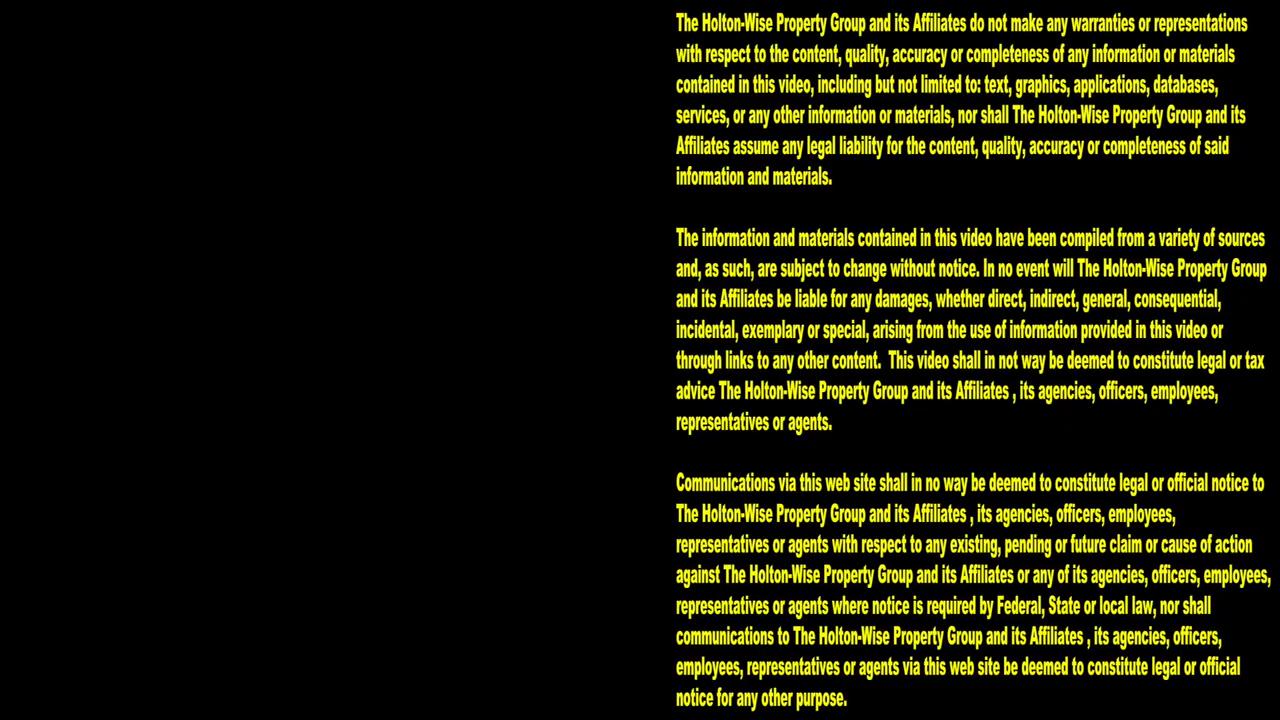 The Holton-Wise Property Group and its Affiliates do not make any warranties or representations
with respect to the content, quality, accuracy or completeness of any information or materials
contained in this video, including but not limited to: text, graphics, applications, databases,
services, or any other information or materials, nor shall The Holton-Wise Property Group and its
Affiliates assume any legal liability for the content, quality, accuracy or completeness of said
information and materials.
The information and materials contained in this video have been compiled from a variety of sources
and, as such, are subject to change without notice. In no event will The Holton-Wise Property Group
and its Affiliates be liable for any damages, whether direct, indirect, general, consequential,
incidental, exemplary or special, arising from the use of information provided in this video or
through links to any other content.  This video shall in not way be deemed to constitute legal or tax
advice The Holton-Wise Property Group and its Affiliates , its agencies, officers, employees,
representatives or agents.
Communications via this web site shall in no way be deemed to constitute legal or official notice to
The Holton-Wise Property Group and its Affiliates , its agencies, officers, employees,
representatives or agents with respect to any existing, pending or future claim or cause of action
against The Holton-Wise Property Group and its Affiliates or any of its agencies, officers, employees,
representatives or agents where notice is required by Federal, State or local law, nor shall
communications to The Holton-Wise Property Group and its Affiliates , its agencies, officers,
employees, representatives or agents via this web site be deemed to constitute legal or official
notice for any other purpose.